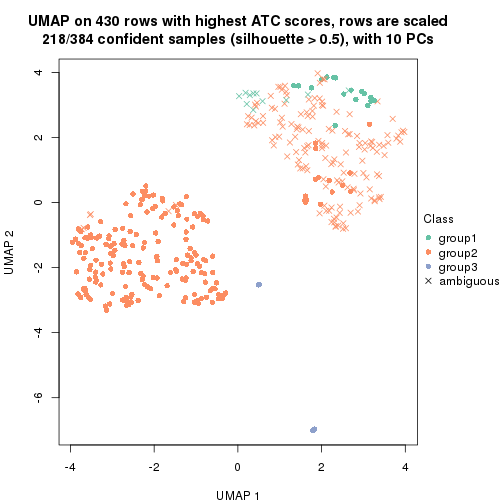 UMAP on 430 rows with highest ATC scores, rows are scaled
218/384 confident samples (silhouette > 0.5), with 10 PCs
4
2
0
-2
-4
-6
UMAP 2
-4
-2
0
2
4
UMAP 1
Class
group1
group2
group3
ambiguous